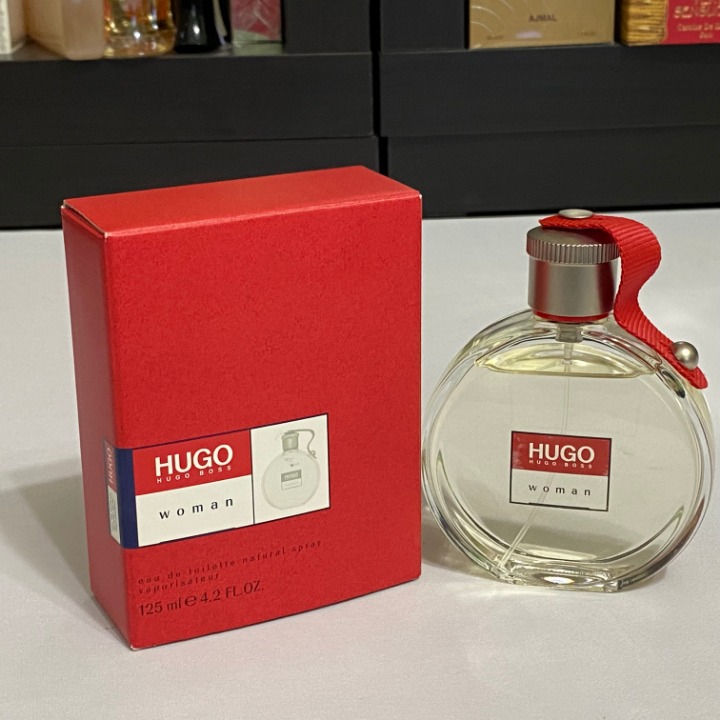 AJMAL
HUGO
HUGO BOSS
woman
eau de toilette natural spray
vaporisateur
125 ml e 4.2 FL.OZ.
HUGO
HUGO
HUGO BOSS
woman